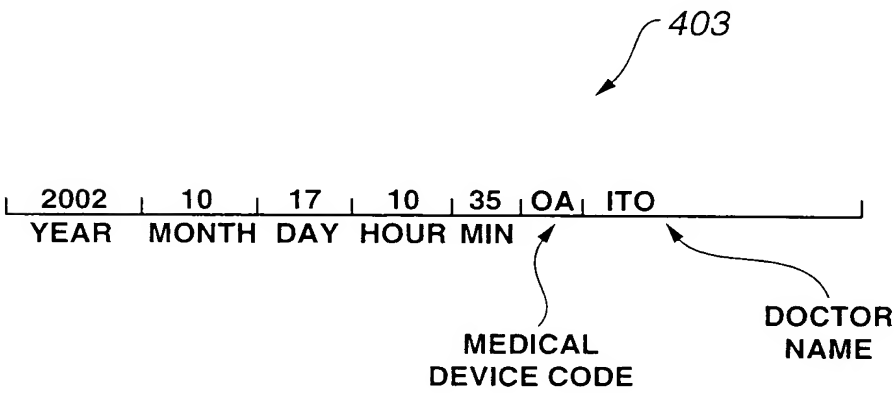 403
2002 10 17 10 35 OA ITO
YEAR MONTH DAY HOUR MIN
MEDICAL
DEVICE CODE
DOCTOR
NAME